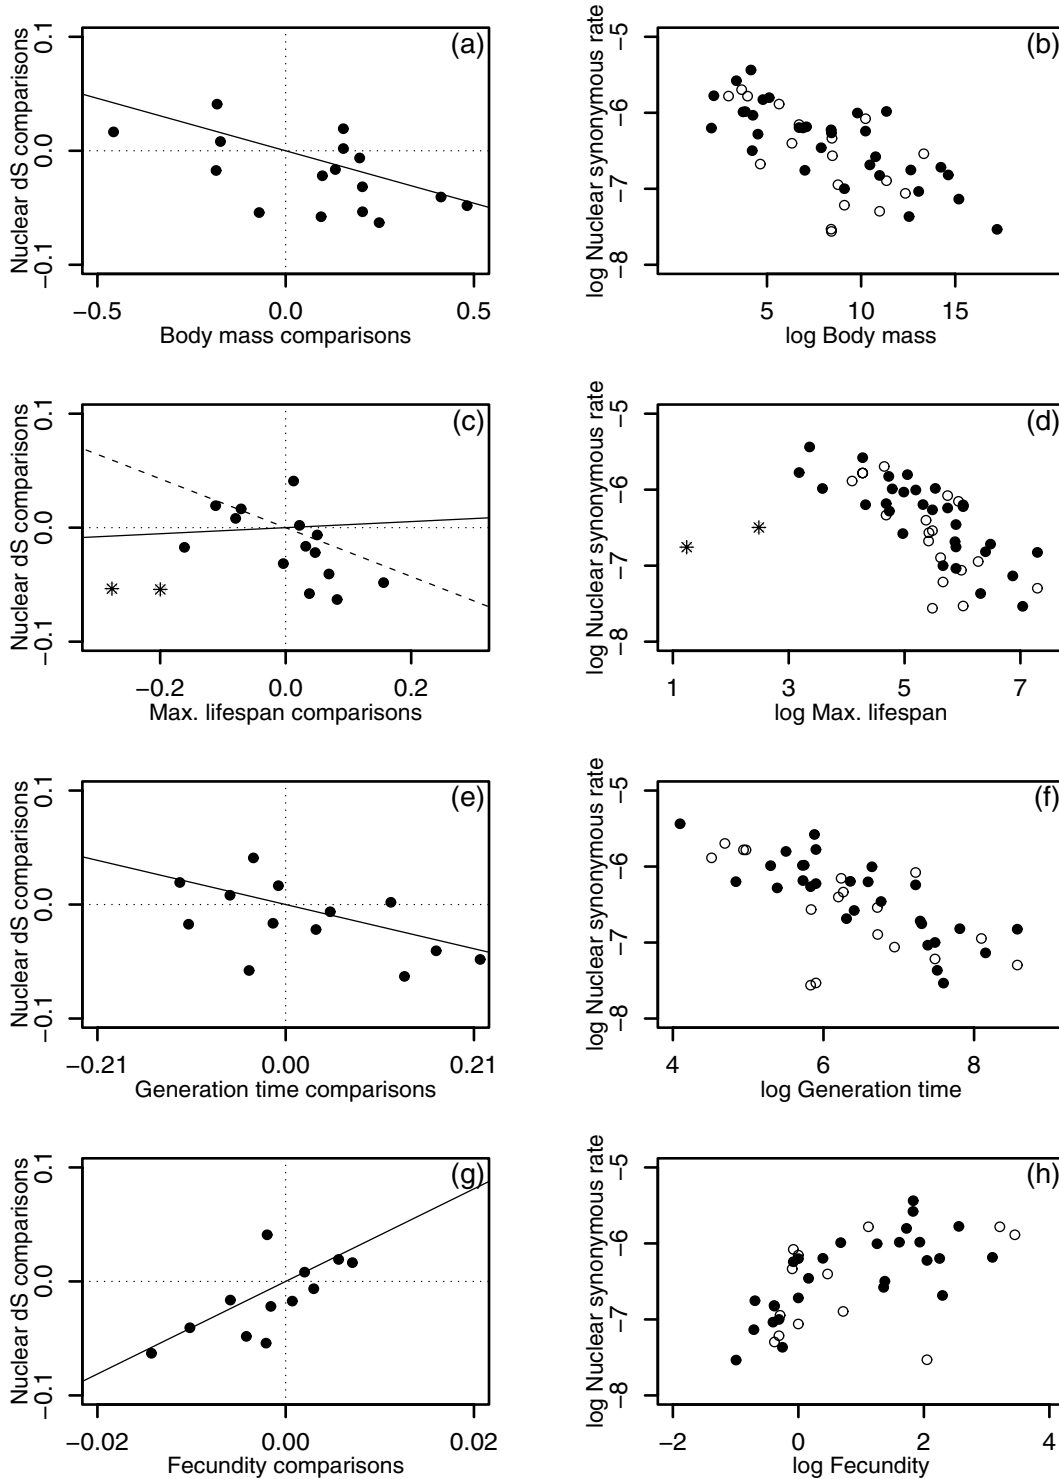 (a)
Nuclear dS comparisons
0.1
0.0
−0.1
−0.5
0.0
0.5
Body mass comparisons
(b)
log Nuclear synonymous rate
−5
−6
−7
−8
5
10
15
log Body mass
(c)
Nuclear dS comparisons
0.1
0.0
−0.1
−0.2
0.0
0.2
Max. lifespan comparisons
(d)
log Nuclear synonymous rate
−5
−6
−7
−8
1
3
5
7
log Max. lifespan
(e)
Nuclear dS comparisons
0.1
0.0
−0.1
−0.21
0.00
0.21
Generation time comparisons
(f)
log Nuclear synonymous rate
−5
−6
−7
−8
4
6
8
log Generation time
(g)
Nuclear dS comparisons
0.1
0.0
−0.1
−0.02
0.00
0.02
Fecundity comparisons
(h)
log Nuclear synonymous rate
−5
−6
−7
−8
−2
0
2
4
log Fecundity